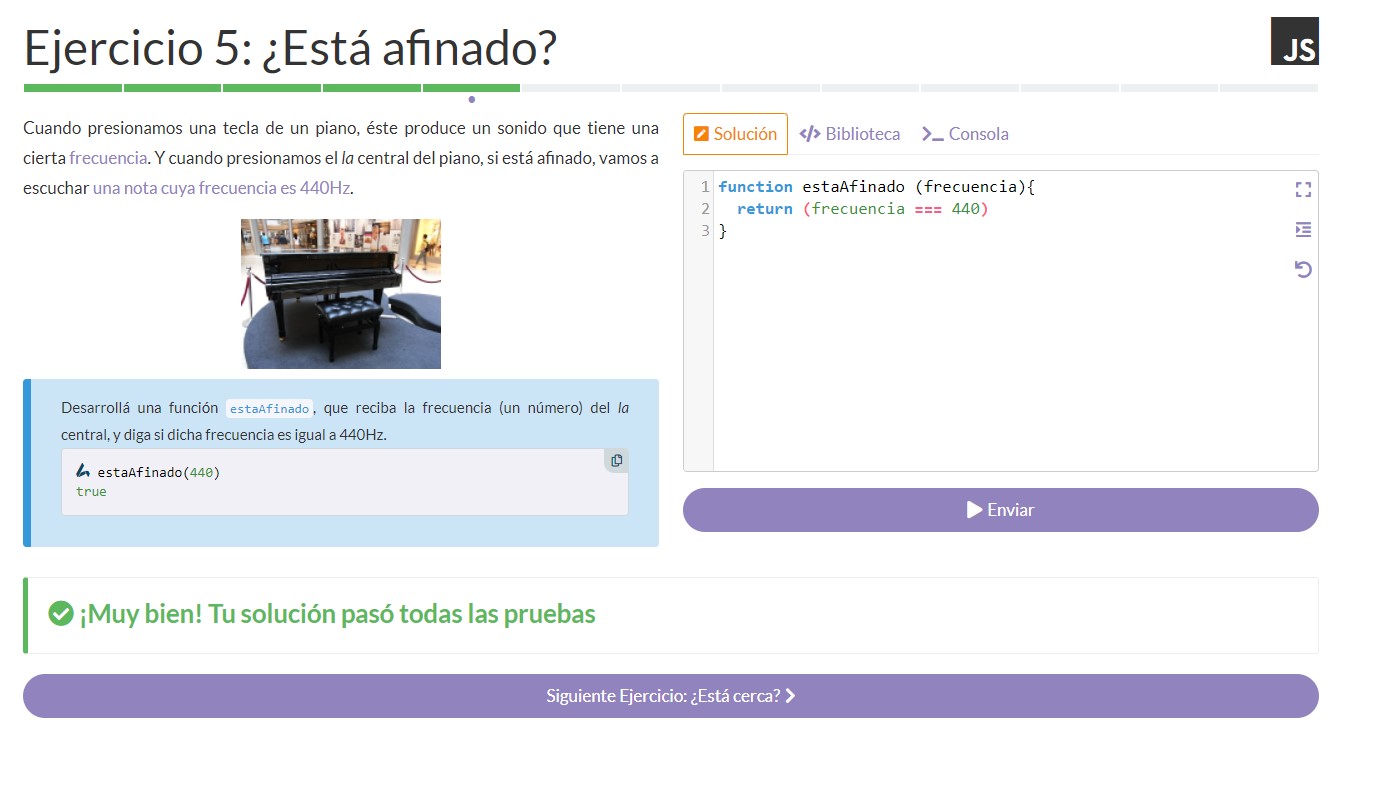 Ejercicio 5: ¿Está afinado?
JS
Cuando presionamos una tecla de un piano, éste produce un sonido que tiene una
cierta frecuencia. Y cuando presionamos el la central del piano, si está afinado, vamos a
escuchar una nota cuya frecuencia es 440Hz.
Desarrollá una función estaAfinado, que reciba la frecuencia (un número) del la
central, y diga si dicha frecuencia es igual a 440Hz.
estaAfinado(440)
true
Solución </> Biblioteca >_ Consola
1 function estaAfinado (frecuencia){
2   return (frecuencia === 440)
3 }
Enviar
¡Muy bien! Tu solución pasó todas las pruebas
Siguiente Ejercicio: ¿Está cerca?